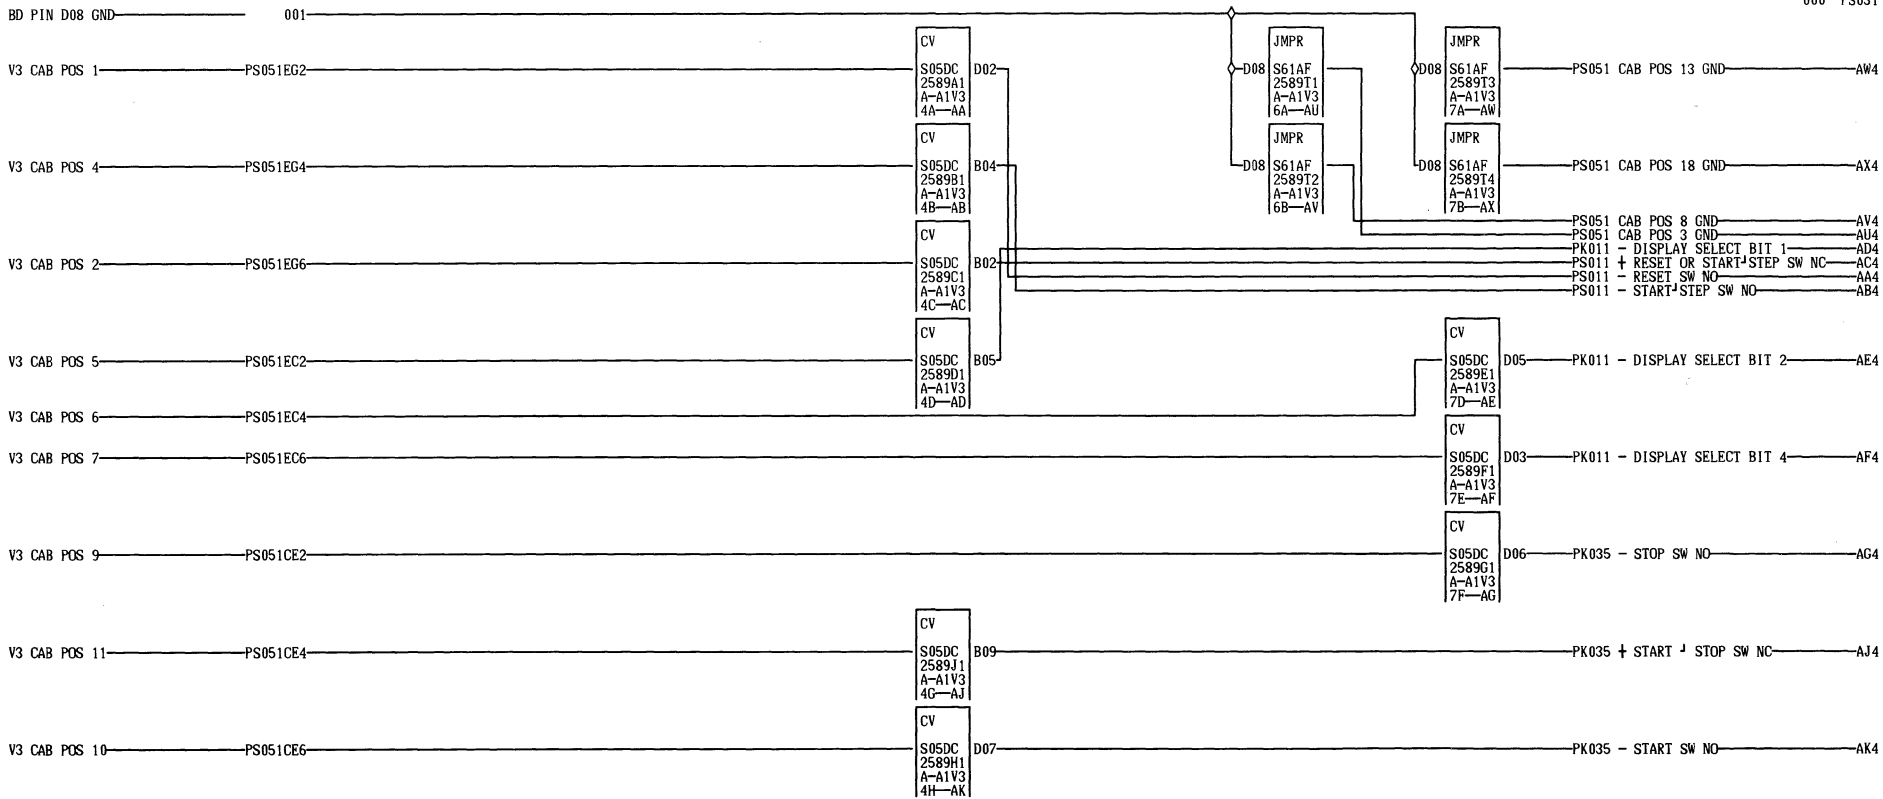 000 PS031
BD PIN D08 GND 001
CV JMPR JMPR
V3 CAB POS 1 PS051EG2 S05DC D02 D08 S61AF D08 S61AF PS051 CAB POS 13 GND AW4
2589A1 2589T1 2589T3
A-A1V3 A-A1V3 A-A1V3
4A—AA 6A—AU 7A—AW
CV JMPR JMPR
V3 CAB POS 4 PS051EG4 S05DC B04 D08 S61AF D08 S61AF PS051 CAB POS 18 GND AX4
2589B1 2589T2 2589T4
A-A1V3 A-A1V3 A-A1V3
4B—AB 6B—AV 7B—AX
PS051 CAB POS 8 GND AV4
CV PS051 CAB POS 3 GND AU4
PK011 - DISPLAY SELECT BIT 1 AD4
V3 CAB POS 2 PS051EG6 S05DC B02 PS011 + RESET OR START┘STEP SW NC AC4
2589C1 PS011 - RESET SW NO AA4
A-A1V3 PS011 - START┘STEP SW NO AB4
4C—AC
CV CV
V3 CAB POS 5 PS051EC2 S05DC B05 S05DC D05 PK011 - DISPLAY SELECT BIT 2 AE4
2589D1 2589E1
A-A1V3 A-A1V3
4D—AD 7D—AE
V3 CAB POS 6 PS051EC4
CV
V3 CAB POS 7 PS051EC6 S05DC D03 PK011 - DISPLAY SELECT BIT 4 AF4
2589F1
A-A1V3
7E—AF
CV
V3 CAB POS 9 PS051CE2 S05DC D06 PK035 - STOP SW NO AG4
2589G1
A-A1V3
7F—AG
CV
V3 CAB POS 11 PS051CE4 S05DC B09 PK035 + START ┘ STOP SW NC AJ4
2589J1
A-A1V3
4G—AJ
CV
V3 CAB POS 10 PS051CE6 S05DC D07 PK035 - START SW NO AK4
2589H1
A-A1V3
4H—AK